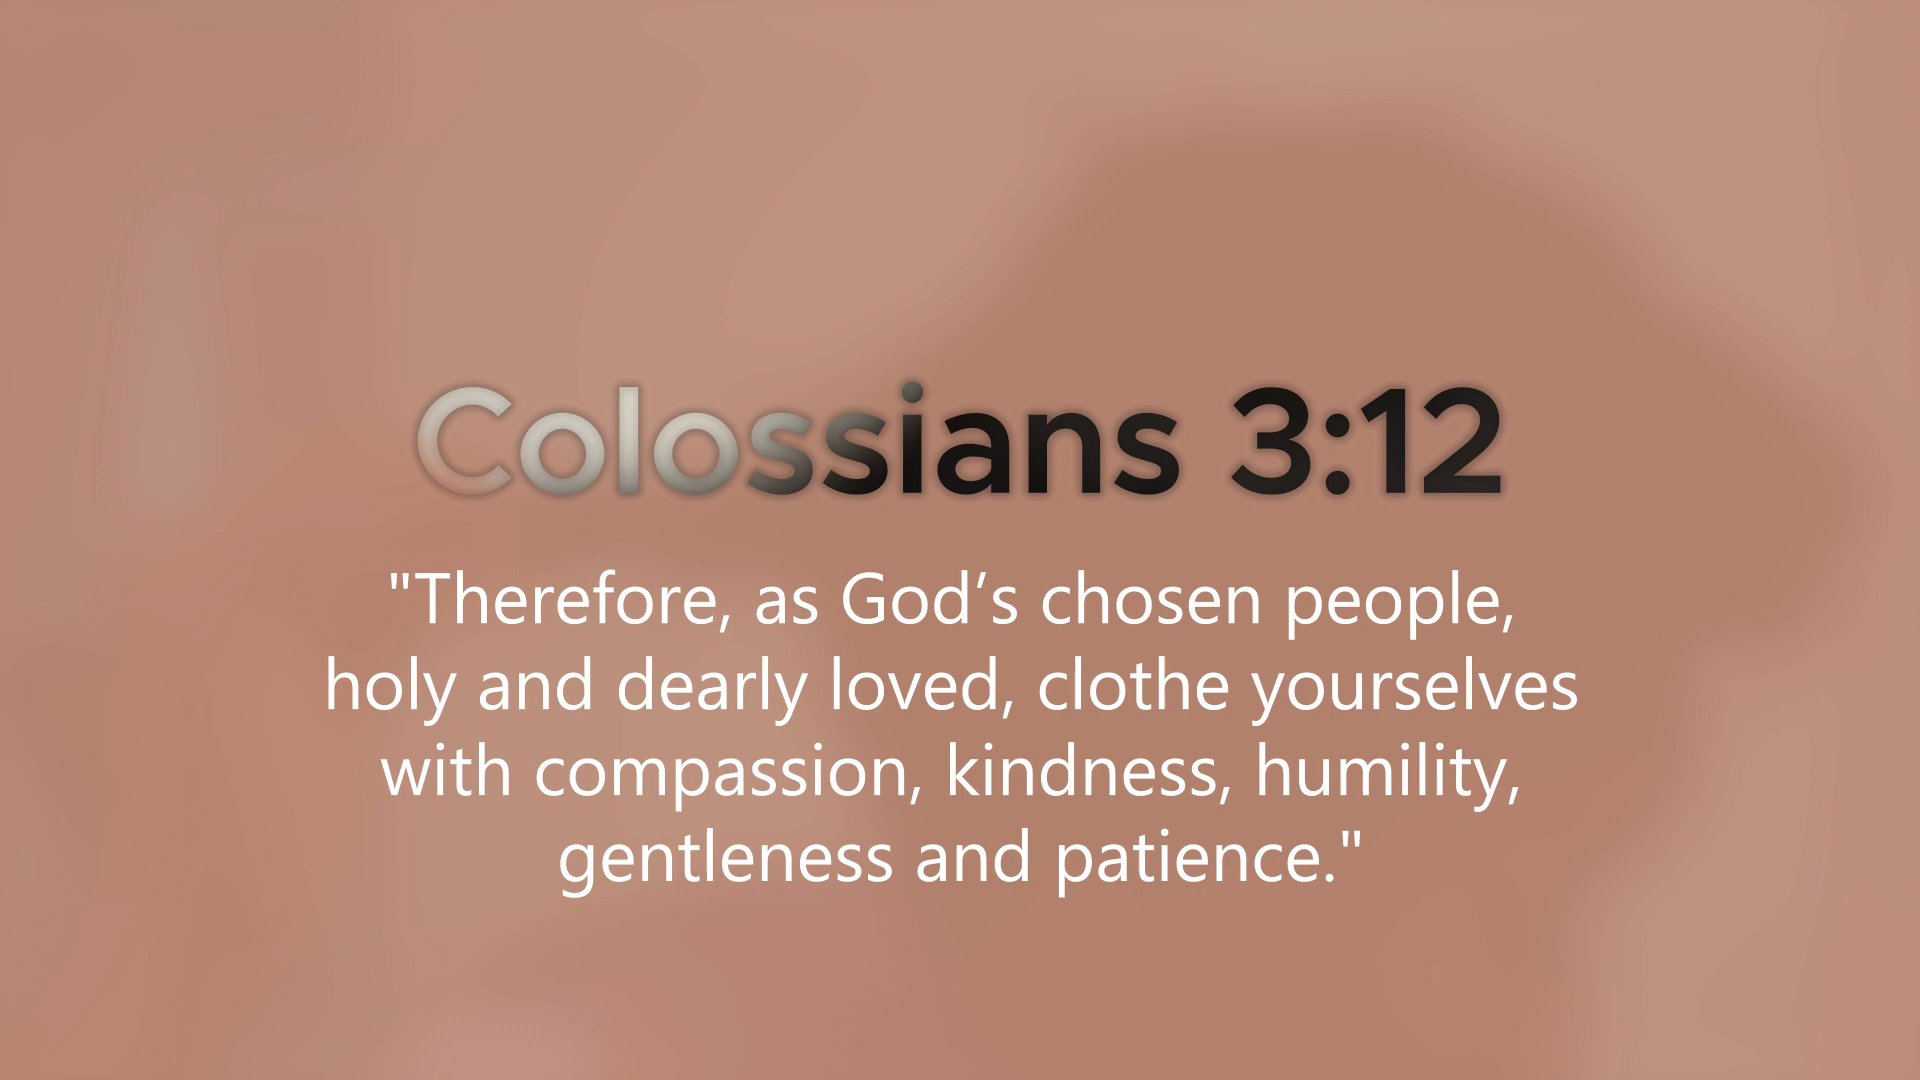 Colossians 3:12
"Therefore, as God’s chosen people,
holy and dearly loved, clothe yourselves
with compassion, kindness, humility,
gentleness and patience."